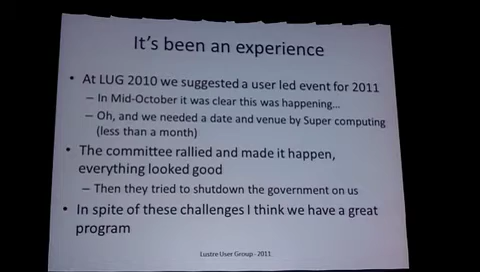 It's been an experience
• At LUG 2010 we suggested a user led event for 2011
– In Mid-October it was clear this was happening...
– Oh, and we needed a date and venue by Super computing
(less than a month)
• The committee rallied and made it happen,
everything looked good
– Then they tried to shutdown the government on us
• In spite of these challenges I think we have a great
program
Lustre User Group - 2011